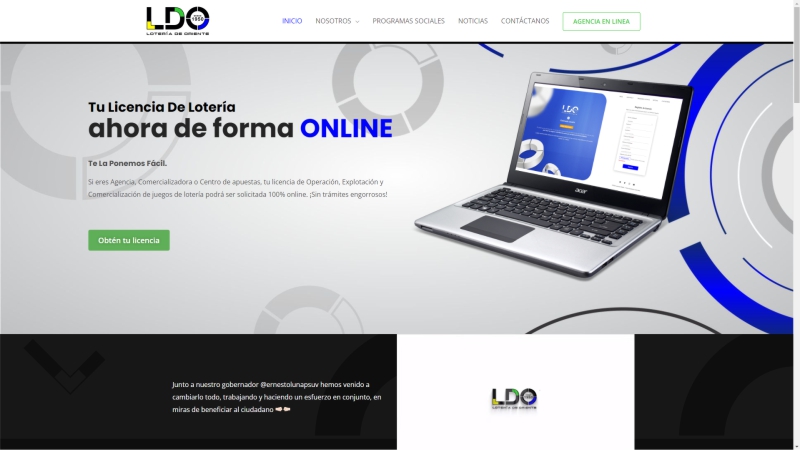 LDO
LOTERÍA DE ORIENTE
INICIO
NOSOTROS
PROGRAMAS SOCIALES
NOTICIAS
CONTÁCTANOS
AGENCIA EN LINEA
Tu Licencia De Lotería
ahora de forma ONLINE
Te La Ponemos Fácil.
Si eres Agencia, Comercializadora o Centro de apuestas, tu licencia de Operación, Explotación y
Comercialización de juegos de lotería podrá ser solicitada 100% online. ¡Sin trámites engorrosos!
Obtén tu licencia
LDO
acer
Junto a nuestro gobernador @ernestolunapsuv hemos venido a
cambiarlo todo, trabajando y haciendo un esfuerzo en conjunto, en
miras de beneficiar al ciudadano
LDO
LOTERÍA DE ORIENTE